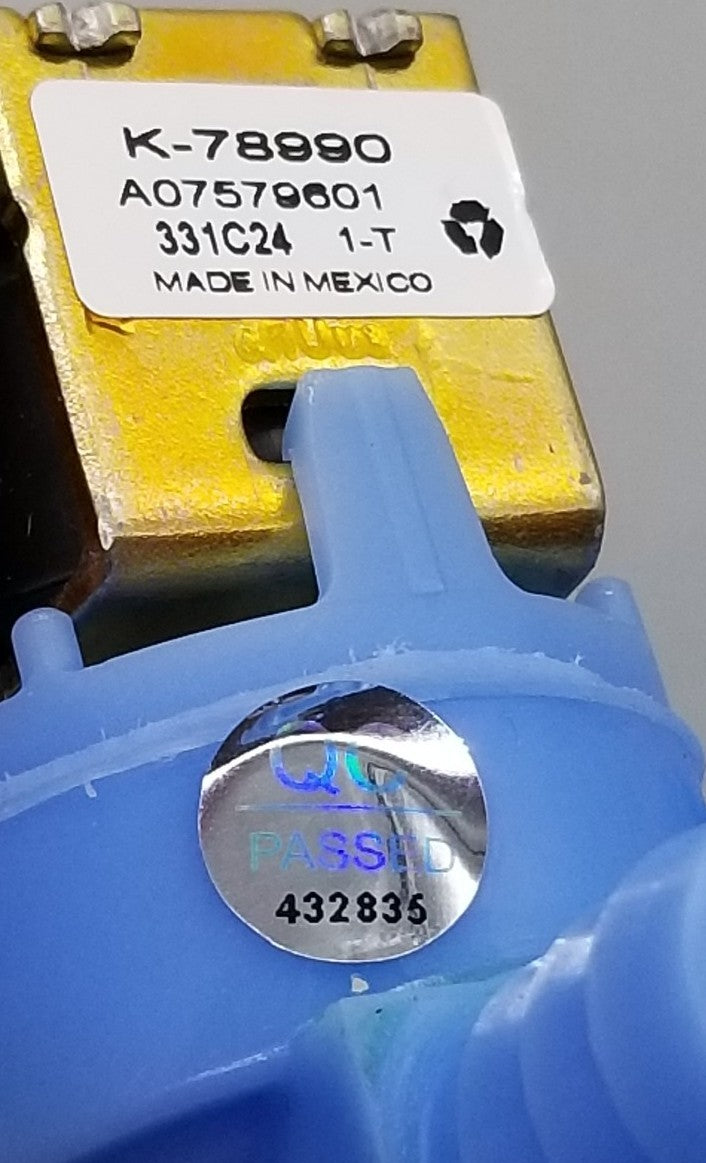 K-78990
A07579601
331C24 1-T
MADE IN MEXICO
QC
PASSED
432835